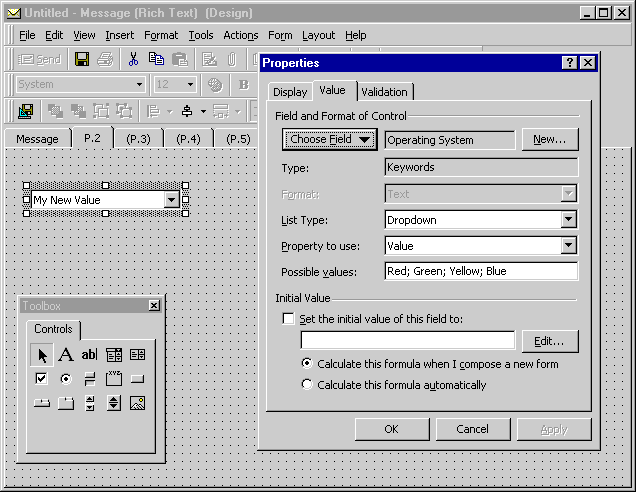 Untitled - Message (Rich Text) (Design)
File Edit View Insert Format Tools Actions Form Layout Help
Send
System 12 B
Message P.2 (P.3) (P.4) (P.5)
My New Value
Toolbox
Controls
A ab|
XYZ
Properties
Display Value Validation
Field and Format of Control
Choose Field Operating System New...
Type: Keywords
Format: Text
List Type: Dropdown
Property to use: Value
Possible values: Red; Green; Yellow; Blue
Initial Value
Set the initial value of this field to:
Edit...
Calculate this formula when I compose a new form
Calculate this formula automatically
OK Cancel Apply